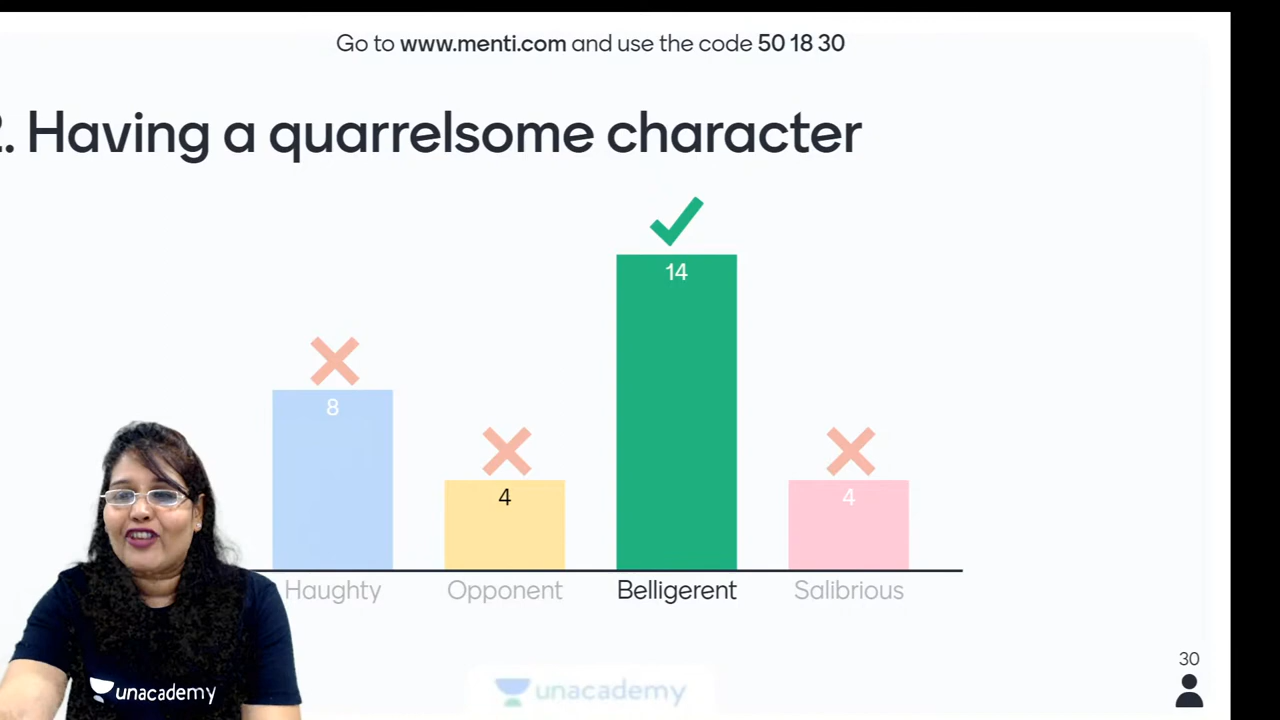 Go to www.menti.com and use the code 50 18 30
2. Having a quarrelsome character
14
8
4
4
Haughty Opponent Belligerent Salibrious
30
unacademy
unacademy